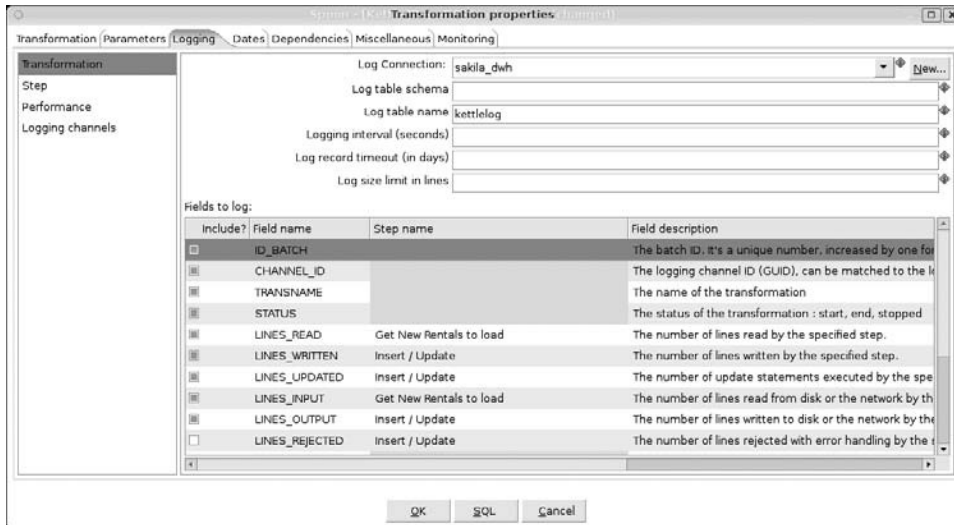 Transformation properties
Transformation Parameters Logging Dates Dependencies Miscellaneous Monitoring
Transformation
Step
Performance
Logging channels
Log Connection: sakila_dwh New...
Log table schema
Log table name kettlelog
Logging interval (seconds)
Log record timeout (in days)
Log size limit in lines
Fields to log:
Include? Field name Step name Field description
ID_BATCH The batch ID. It's a unique number, increased by one for
CHANNEL_ID The logging channel ID (GUID), can be matched to the
TRANSNAME The name of the transformation
STATUS The status of the transformation : start, end, stopped
LINES_READ Get New Rentals to load The number of lines read by the specified step.
LINES_WRITTEN Insert / Update The number of lines written by the specified step.
LINES_UPDATED Insert / Update The number of update statements executed by the spe
LINES_INPUT Get New Rentals to load The number of lines read from disk or the network by th
LINES_OUTPUT Insert / Update The number of lines written to disk or the network by the
LINES_REJECTED Insert / Update The number of lines rejected with error handling by the
OK SQL Cancel